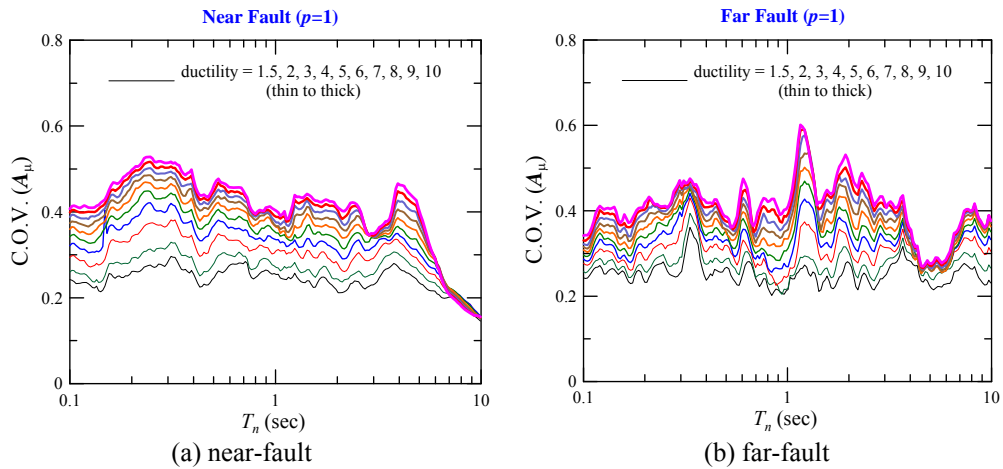 Near Fault (p=1)
0.8
0.6
0.4
0.2
0
C.O.V. (Aμ)
ductility = 1.5, 2, 3, 4, 5, 6, 7, 8, 9, 10
(thin to thick)
0.1 1 10
Tn (sec)
(a) near-fault
Far Fault (p=1)
0.8
0.6
0.4
0.2
0
C.O.V. (Aμ)
ductility = 1.5, 2, 3, 4, 5, 6, 7, 8, 9, 10
(thin to thick)
0.1 1 10
Tn (sec)
(b) far-fault